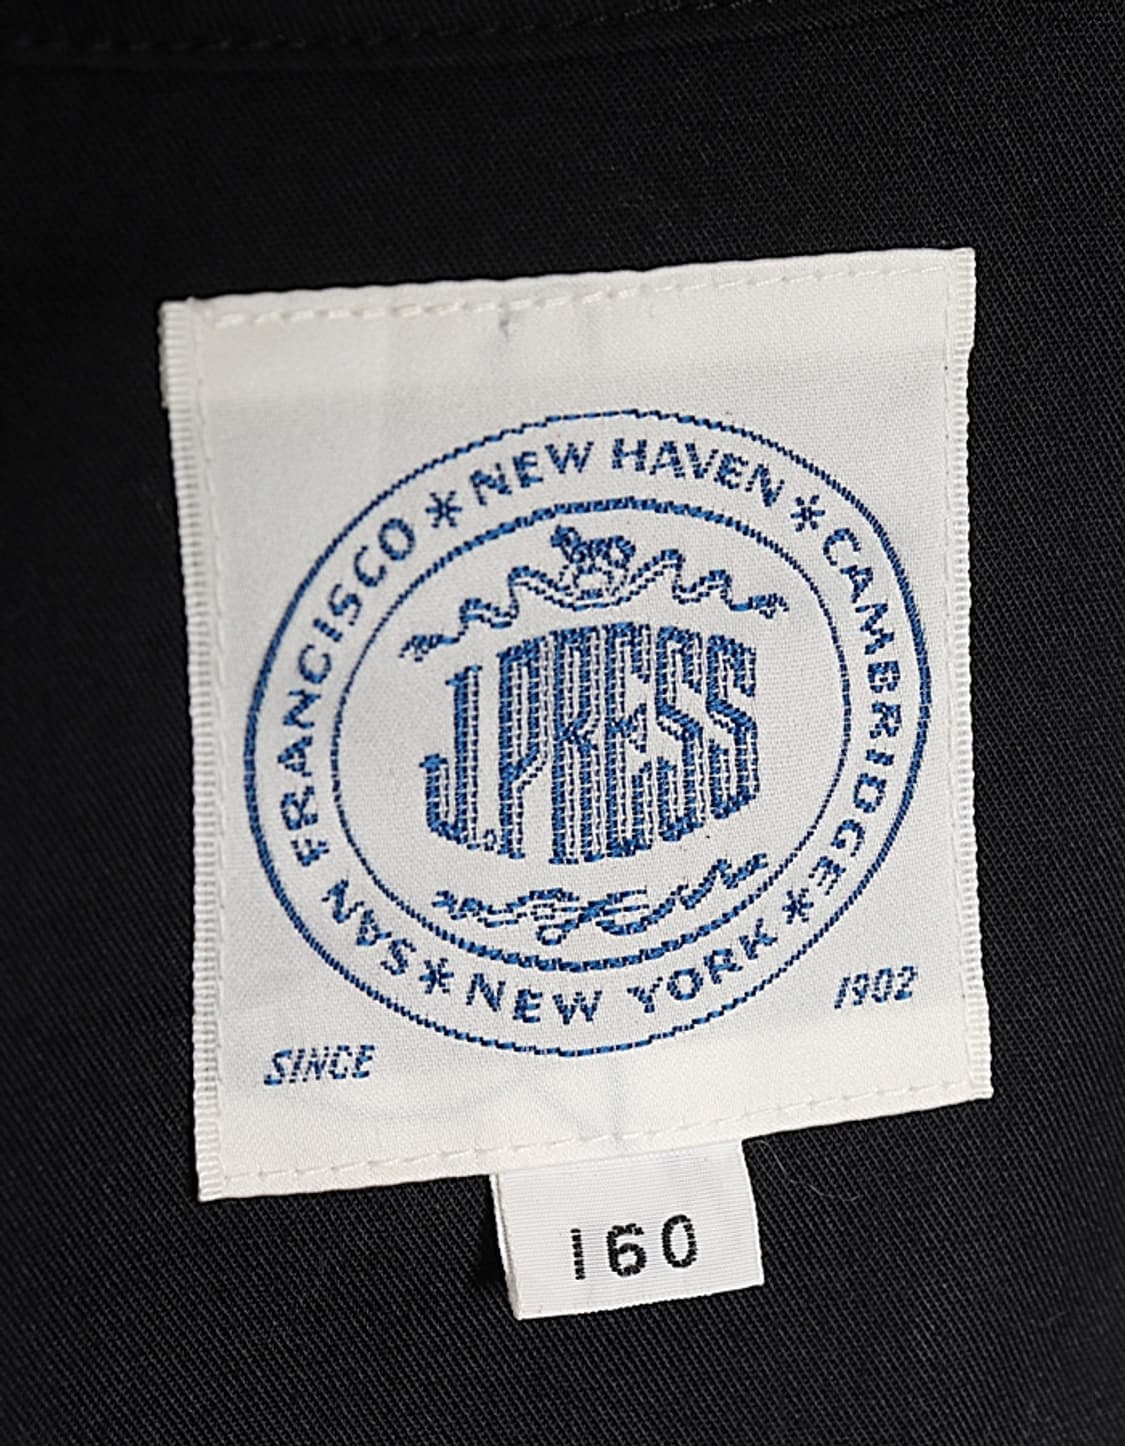 * NEW HAVEN * CAMBRIDGE * NEW YORK * SAN FRANCISCO
J.PRESS
SINCE 1902
160